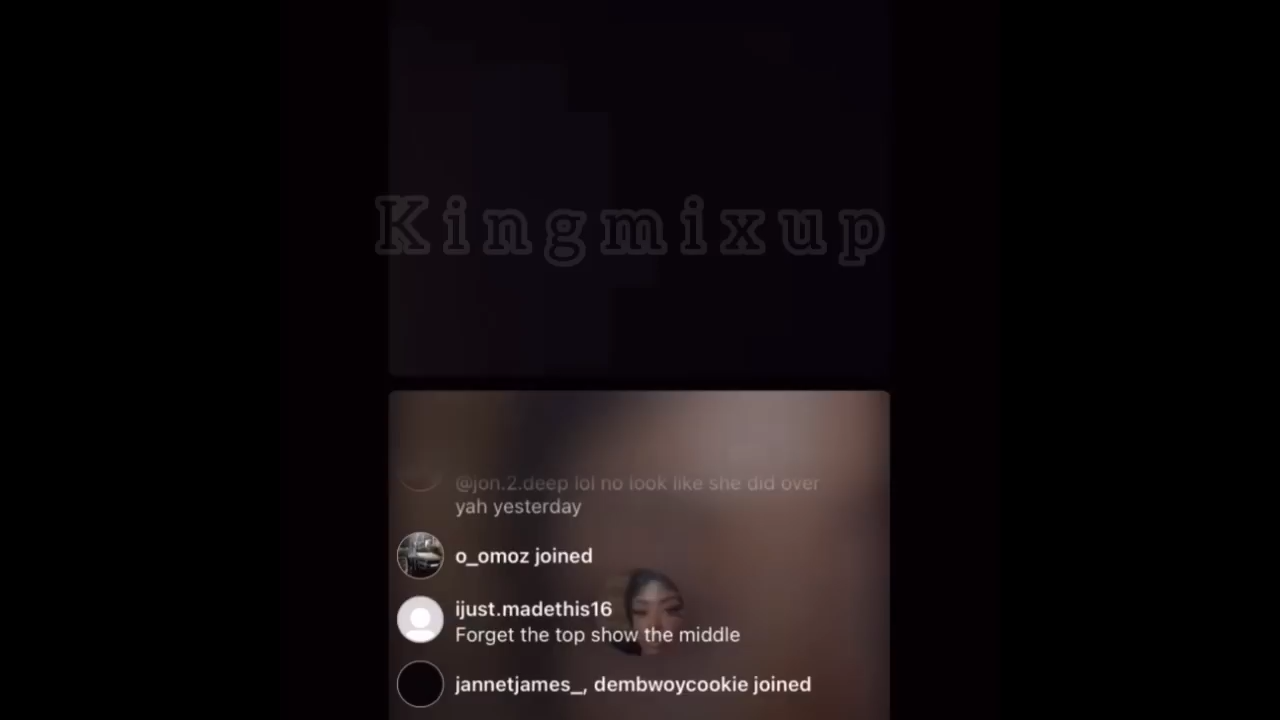 Kingmixup
@jon.2.deep lol no look like she did over
yah yesterday
o_omoz joined
ijust.madethis16
Forget the top show the middle
jannetjames_, dembwoycookie joined